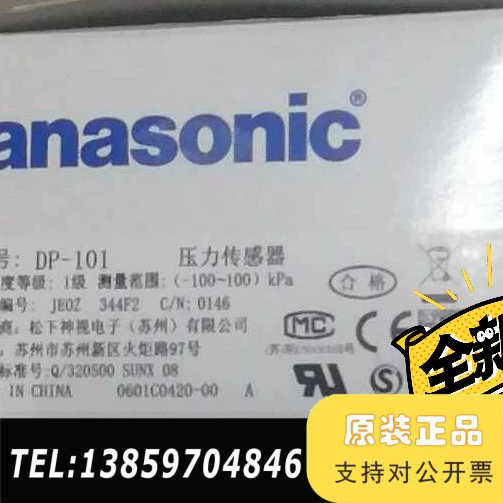 anasonic®
号: DP-101 压力传感器
度等级: 1级 测量范围: (-100~100) kPa
编号: JE0Z 344F2 C/N: 0146
商: 松下神视电子(苏州)有限公司
: 苏州市苏州新区火炬路97号
标准号: Q/320500 SUNX 08
IN CHINA 0601C0420-00 A
合格
MC
全新
原装正品
支持对公开票
TEL:13859704846